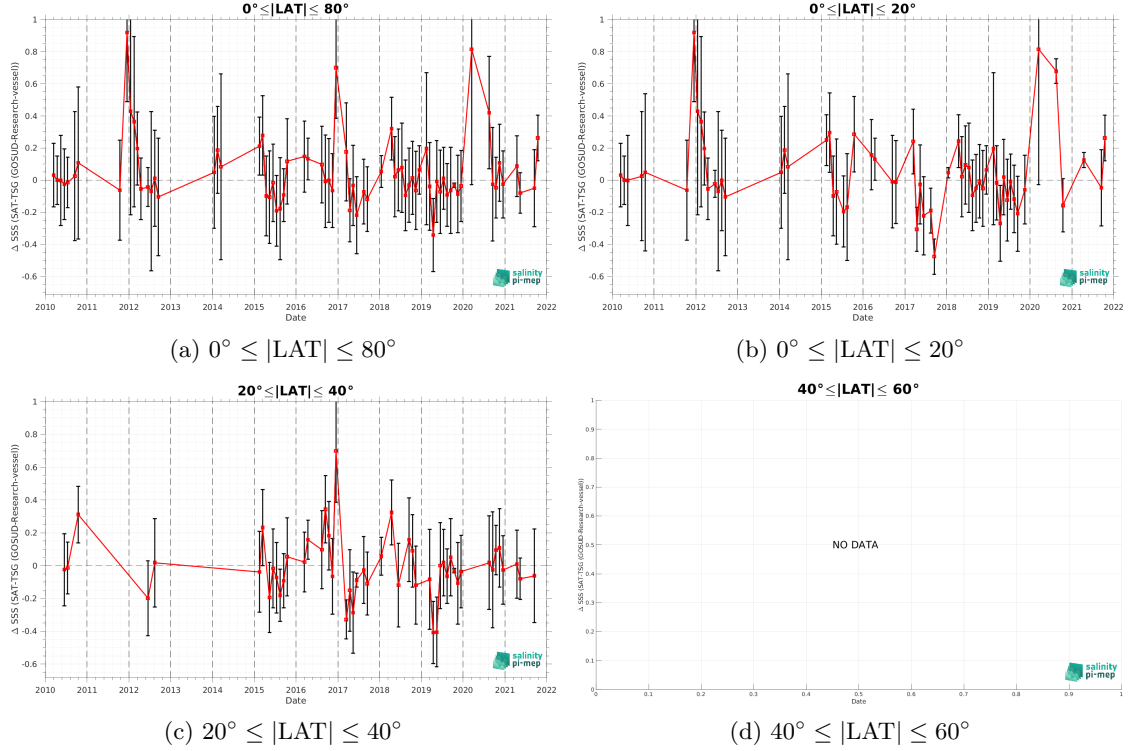 0°≤|LAT|≤ 80°
Δ SSS (SAT-TSG (GOSUD-Research-vessel))
1
0.8
0.6
0.4
0.2
0
-0.2
-0.4
-0.6
2010 2011 2012 2013 2014 2015 2016 2017 2018 2019 2020 2021 2022
Date
salinity
pi-mep
(a) 0° ≤ |LAT| ≤ 80°
0°≤|LAT|≤ 20°
Δ SSS (SAT-TSG (GOSUD-Research-vessel))
1
0.8
0.6
0.4
0.2
0
-0.2
-0.4
-0.6
2010 2011 2012 2013 2014 2015 2016 2017 2018 2019 2020 2021 2022
Date
salinity
pi-mep
(b) 0° ≤ |LAT| ≤ 20°
20°≤|LAT|≤ 40°
Δ SSS (SAT-TSG (GOSUD-Research-vessel))
1
0.8
0.6
0.4
0.2
0
-0.2
-0.4
-0.6
2010 2011 2012 2013 2014 2015 2016 2017 2018 2019 2020 2021 2022
Date
salinity
pi-mep
(c) 20° ≤ |LAT| ≤ 40°
40°≤|LAT|≤ 60°
Δ SSS (SAT-TSG (GOSUD-Research-vessel))
1
0.9
0.8
0.7
0.6
0.5
0.4
0.3
0.2
0.1
0
NO DATA
0 0.1 0.2 0.3 0.4 0.5 0.6 0.7 0.8 0.9 1
Date
salinity
pi-mep
(d) 40° ≤ |LAT| ≤ 60°